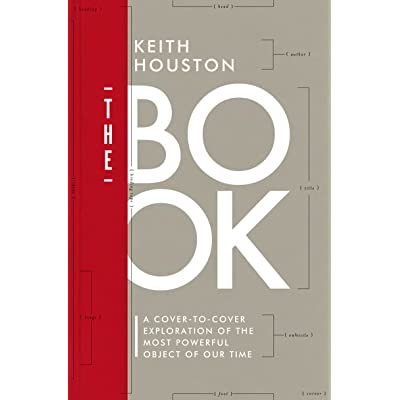 { head }
KEITH
HOUSTON
{ author }
THE
BO
OK
{ title }
A COVER-TO-COVER
EXPLORATION OF THE
MOST POWERFUL
OBJECT OF OUR TIME
{ hinge }
{ subtitle }
{ foot }
{ corner }